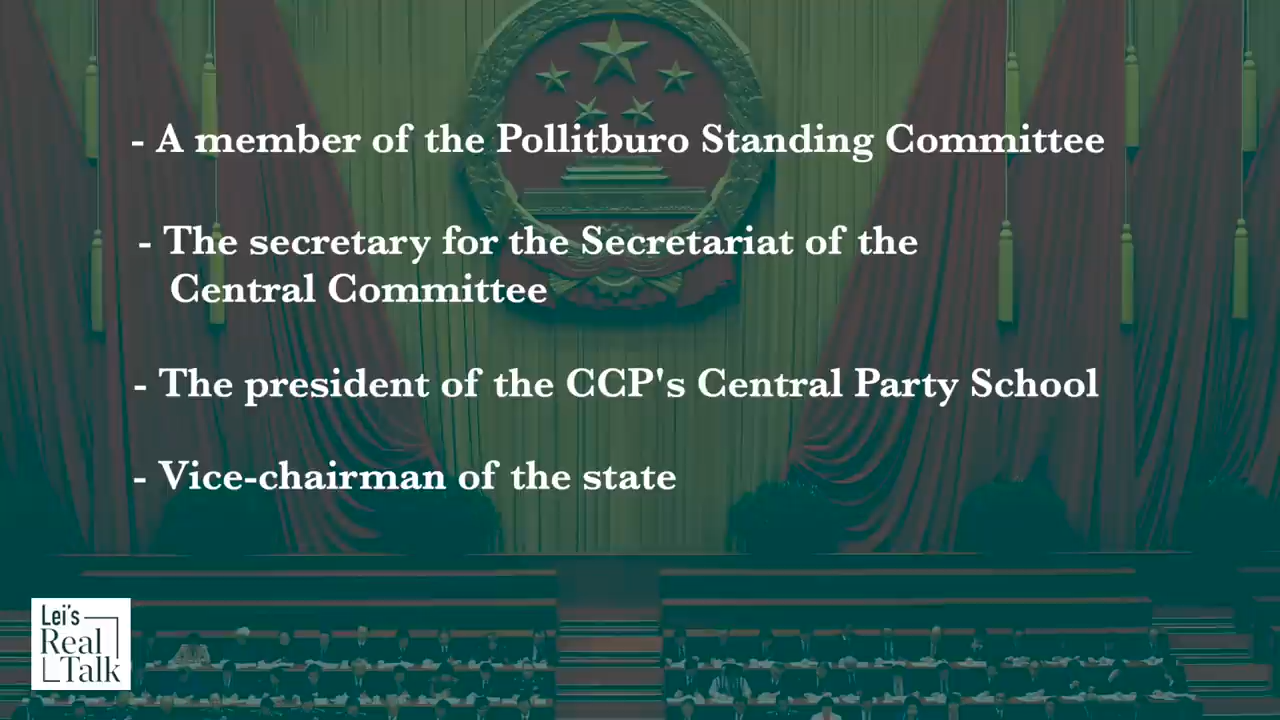 - A member of the Pollitburo Standing Committee
- The secretary for the Secretariat of the
Central Committee
- The president of the CCP's Central Party School
- Vice-chairman of the state
Lei's
Real
Talk